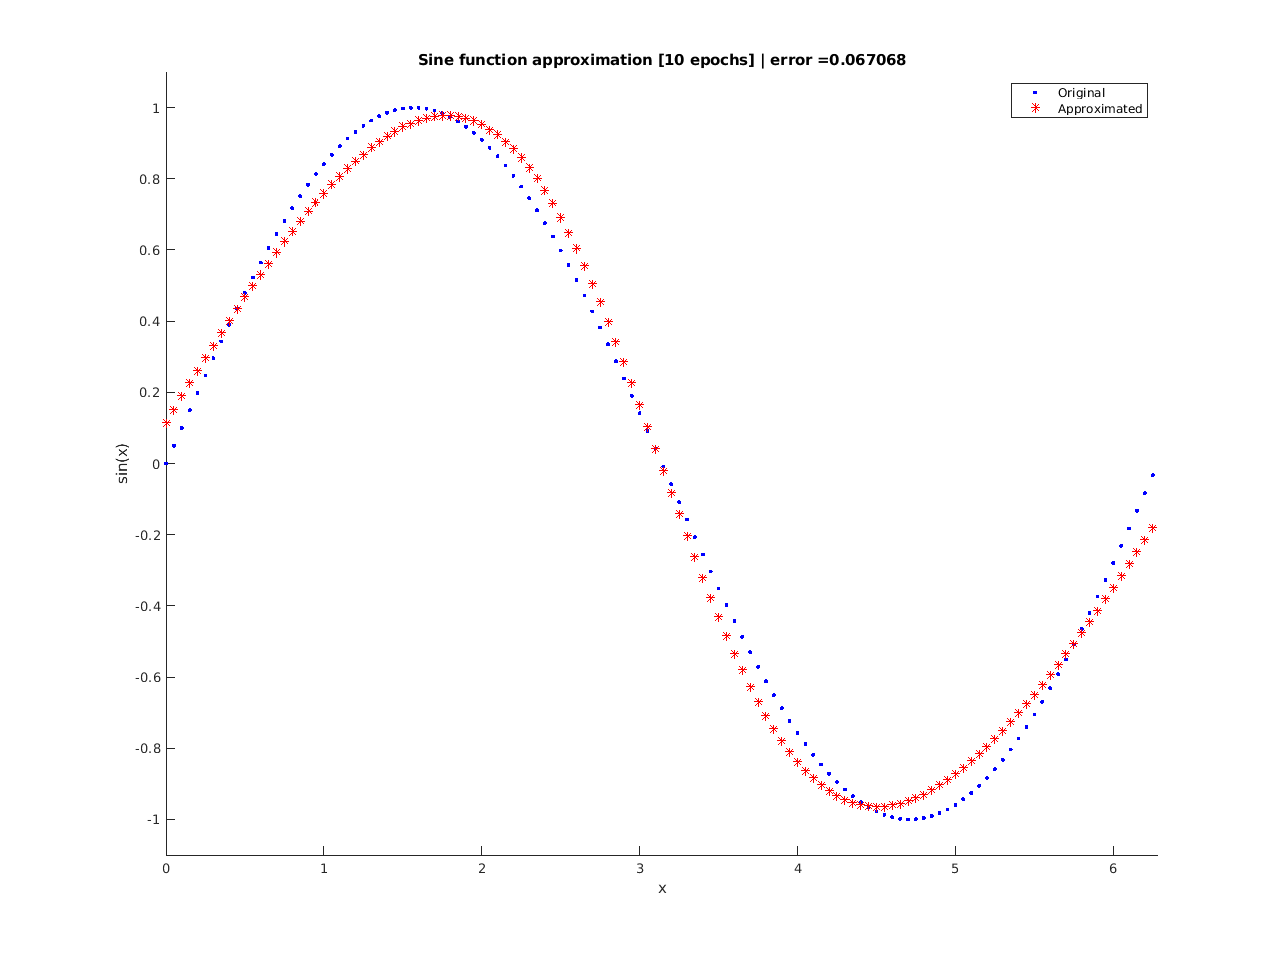 Sine function approximation [10 epochs] | error =0.067068
Original
Approximated
1
0.8
0.6
0.4
0.2
0
-0.2
-0.4
-0.6
-0.8
-1
sin(x)
0 1 2 3 4 5 6
x